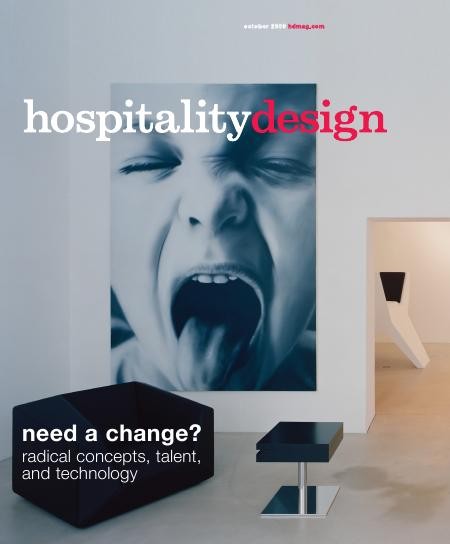 october 2009 hdmag.com
hospitalitydesign
need a change?
radical concepts, talent,
and technology